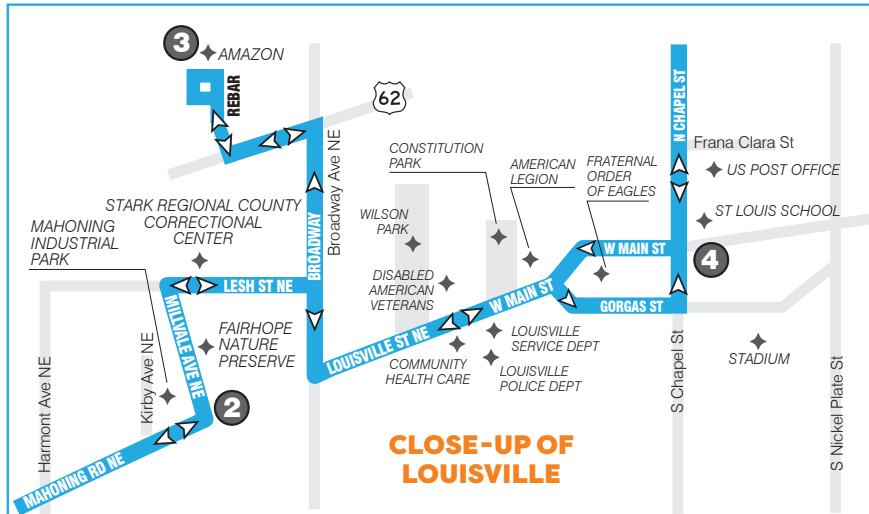 3
AMAZON
REBAR
62
N CHAPEL ST
Frana Clara St
CONSTITUTION
PARK
AMERICAN
LEGION
FRATERNAL
ORDER
OF EAGLES
US POST OFFICE
Broadway Ave NE
STARK REGIONAL COUNTY
CORRECTIONAL
CENTER
MAHONING
INDUSTRIAL
PARK
WILSON
PARK
ST LOUIS SCHOOL
BROADWAY
W MAIN ST
4
LESH ST NE
DISABLED
AMERICAN
VETERANS
W MAIN ST
GORGAS ST
MILLVALE AVE NE
FAIRHOPE
NATURE
PRESERVE
LOUISVILLE ST NE
LOUISVILLE
SERVICE DEPT
COMMUNITY
HEALTH CARE
LOUISVILLE
POLICE DEPT
STADIUM
S Chapel St
S Nickel Plate St
Harmont Ave NE
Kirby Ave NE
2
MAHONING RD NE
CLOSE-UP OF
LOUISVILLE